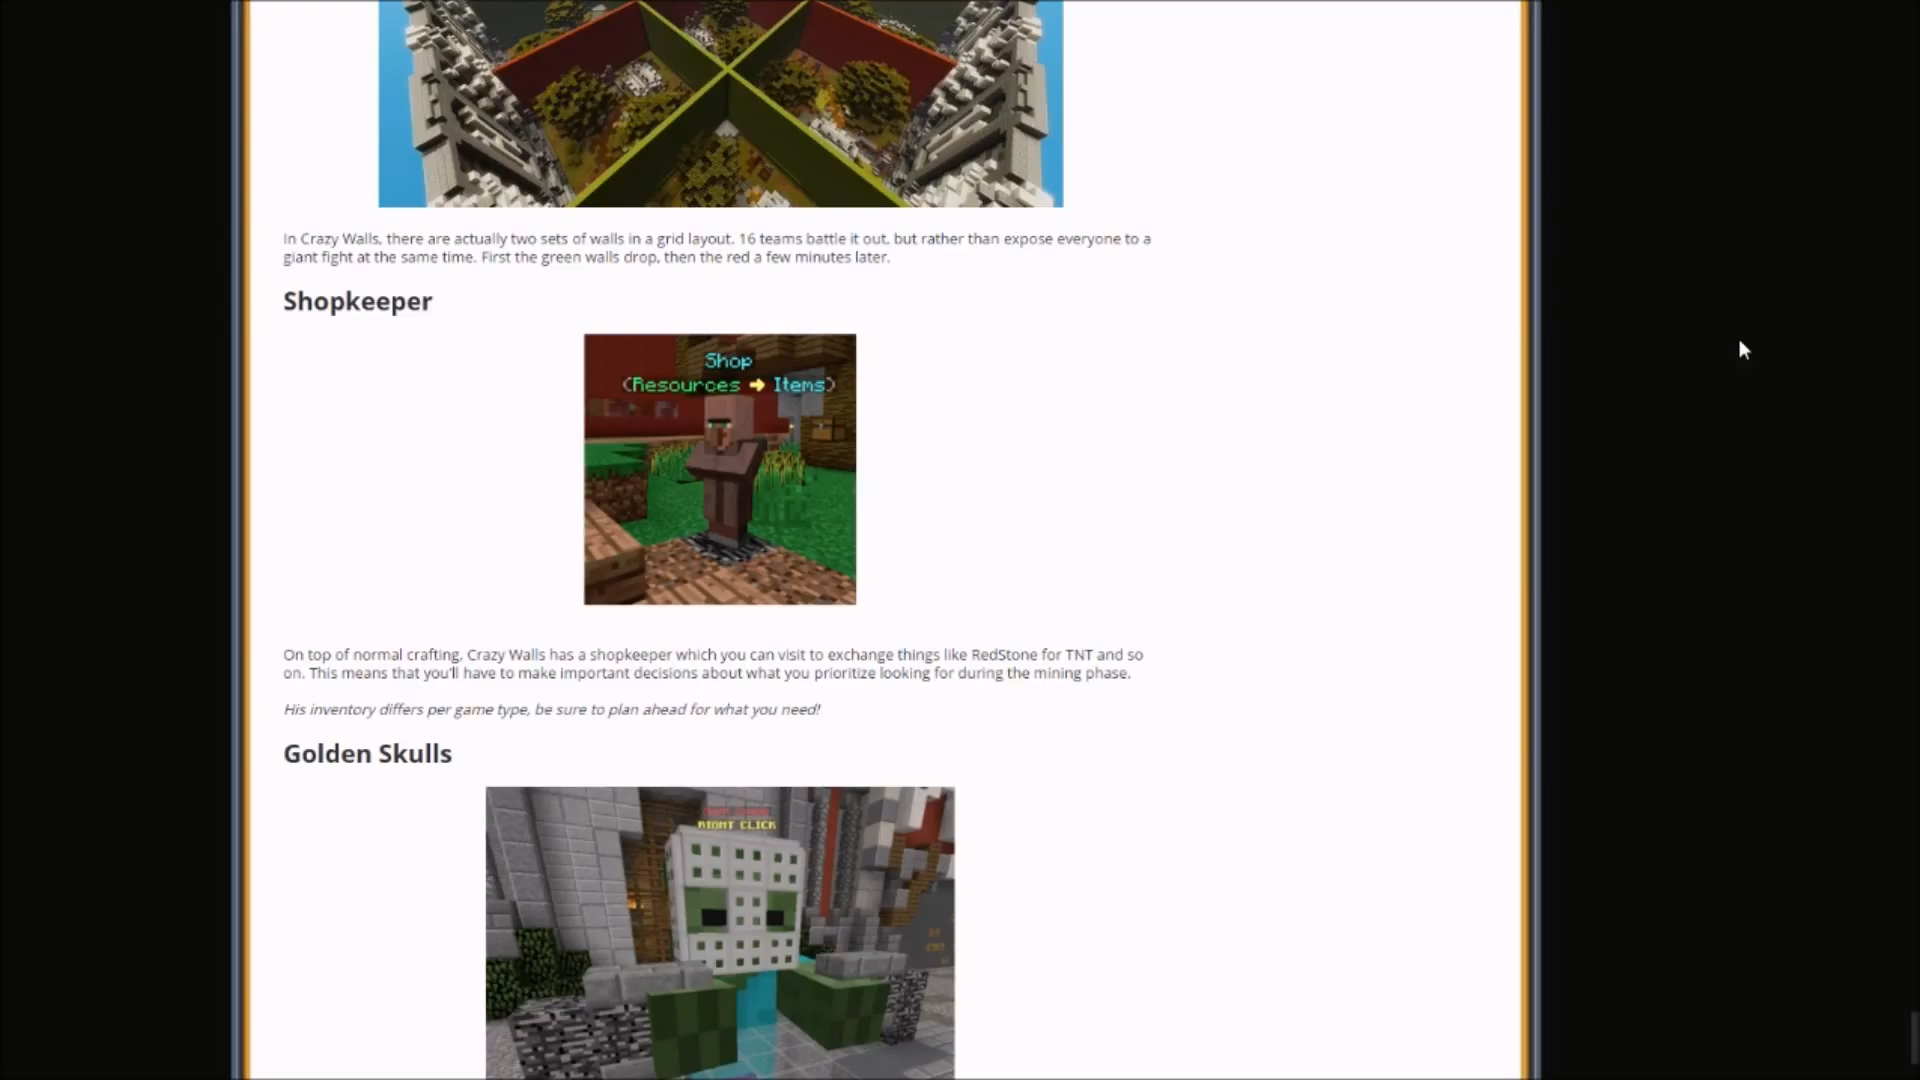 In Crazy Walls, there are actually two sets of walls in a grid layout. 16 teams battle it out, but rather than expose everyone to a
giant fight at the same time. First the green walls drop, then the red a few minutes later.
Shopkeeper
Shop
(Resources ➜ Items)
On top of normal crafting, Crazy Walls has a shopkeeper which you can visit to exchange things like RedStone for TNT and so
on. This means that you'll have to make important decisions about what you prioritize looking for during the mining phase.
His inventory differs per game type, be sure to plan ahead for what you need!
Golden Skulls
RIGHT CLICK